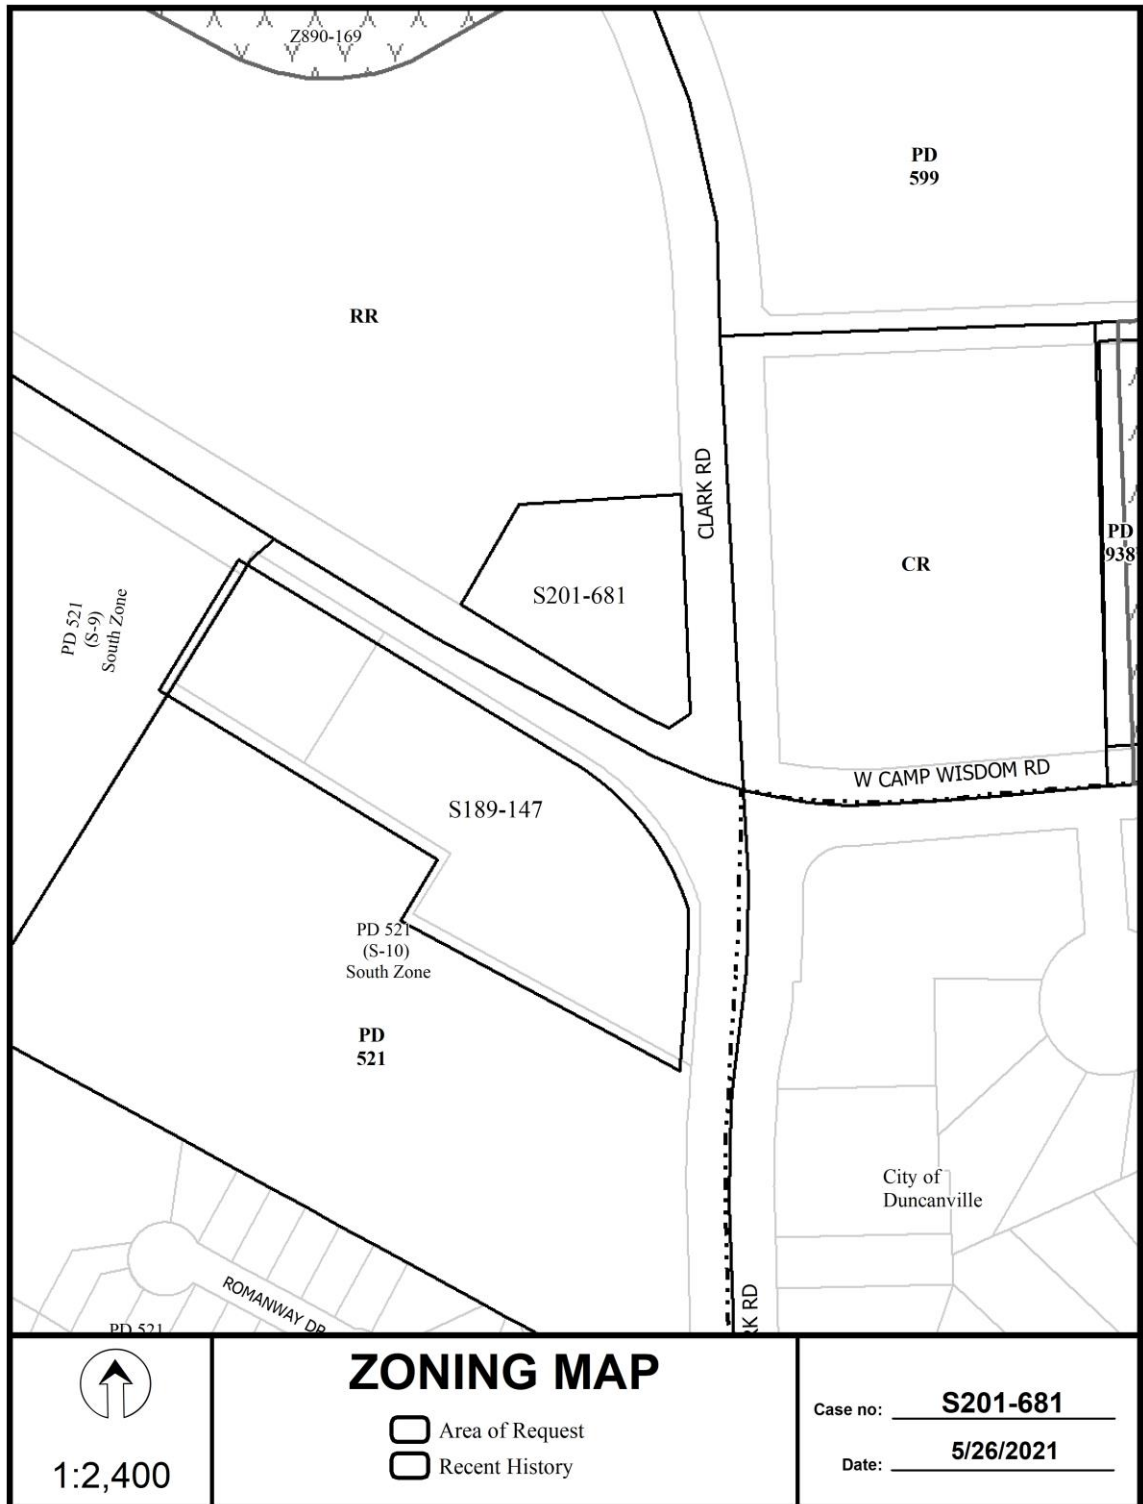 Z890-169
PD
599
RR
CLARK RD
PD
938
CR
S201-681
PD 521
(S-9)
South Zone
W CAMP WISDOM RD
S189-147
PD 521
(S-10)
South Zone
PD
521
City of
Duncanville
ROMANWAY DR
RK RD
PD 521
1:2,400
ZONING MAP
Area of Request
Recent History
Case no: S201-681
Date: 5/26/2021